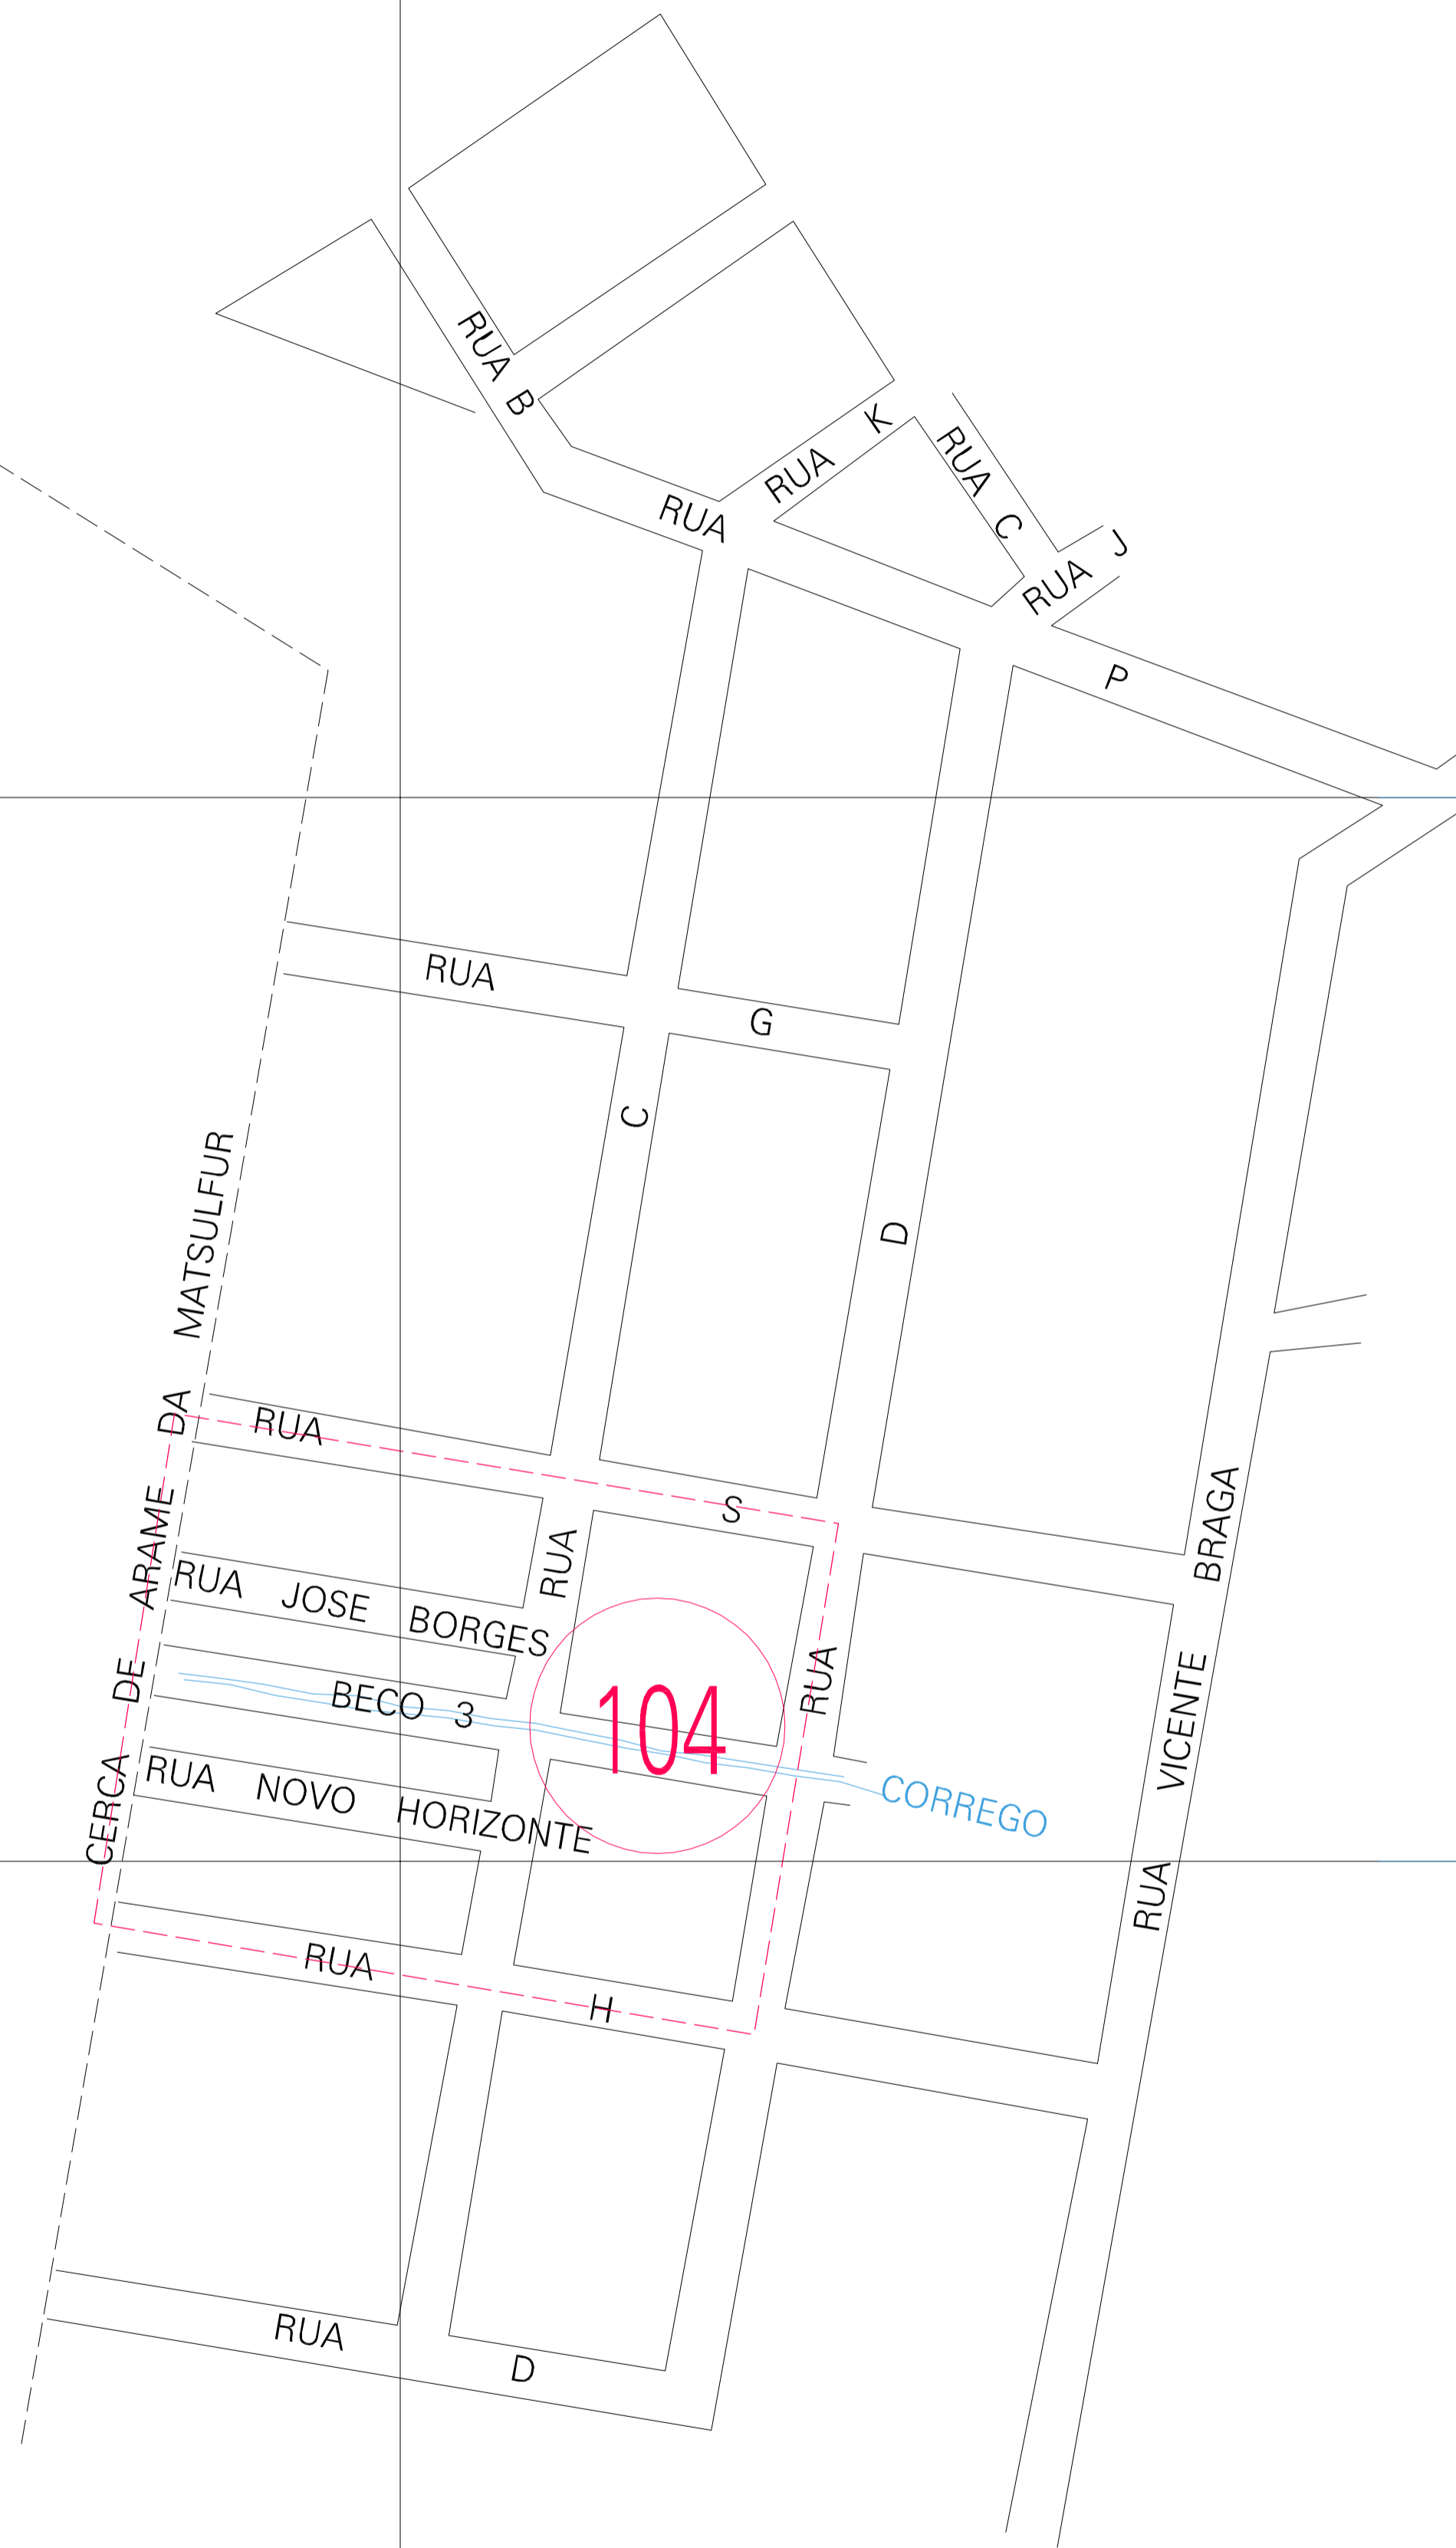 RUA B
RUA K
RUA C
RUA J
RUA P
RUA G
RUA C
RUA D
CERCA DE ARAME DA MATSULFUR
RUA S
RUA JOSE BORGES
BECO 3
104
RUA NOVO HORIZONTE
CORREGO
RUA VICENTE BRAGA
RUA H
RUA D